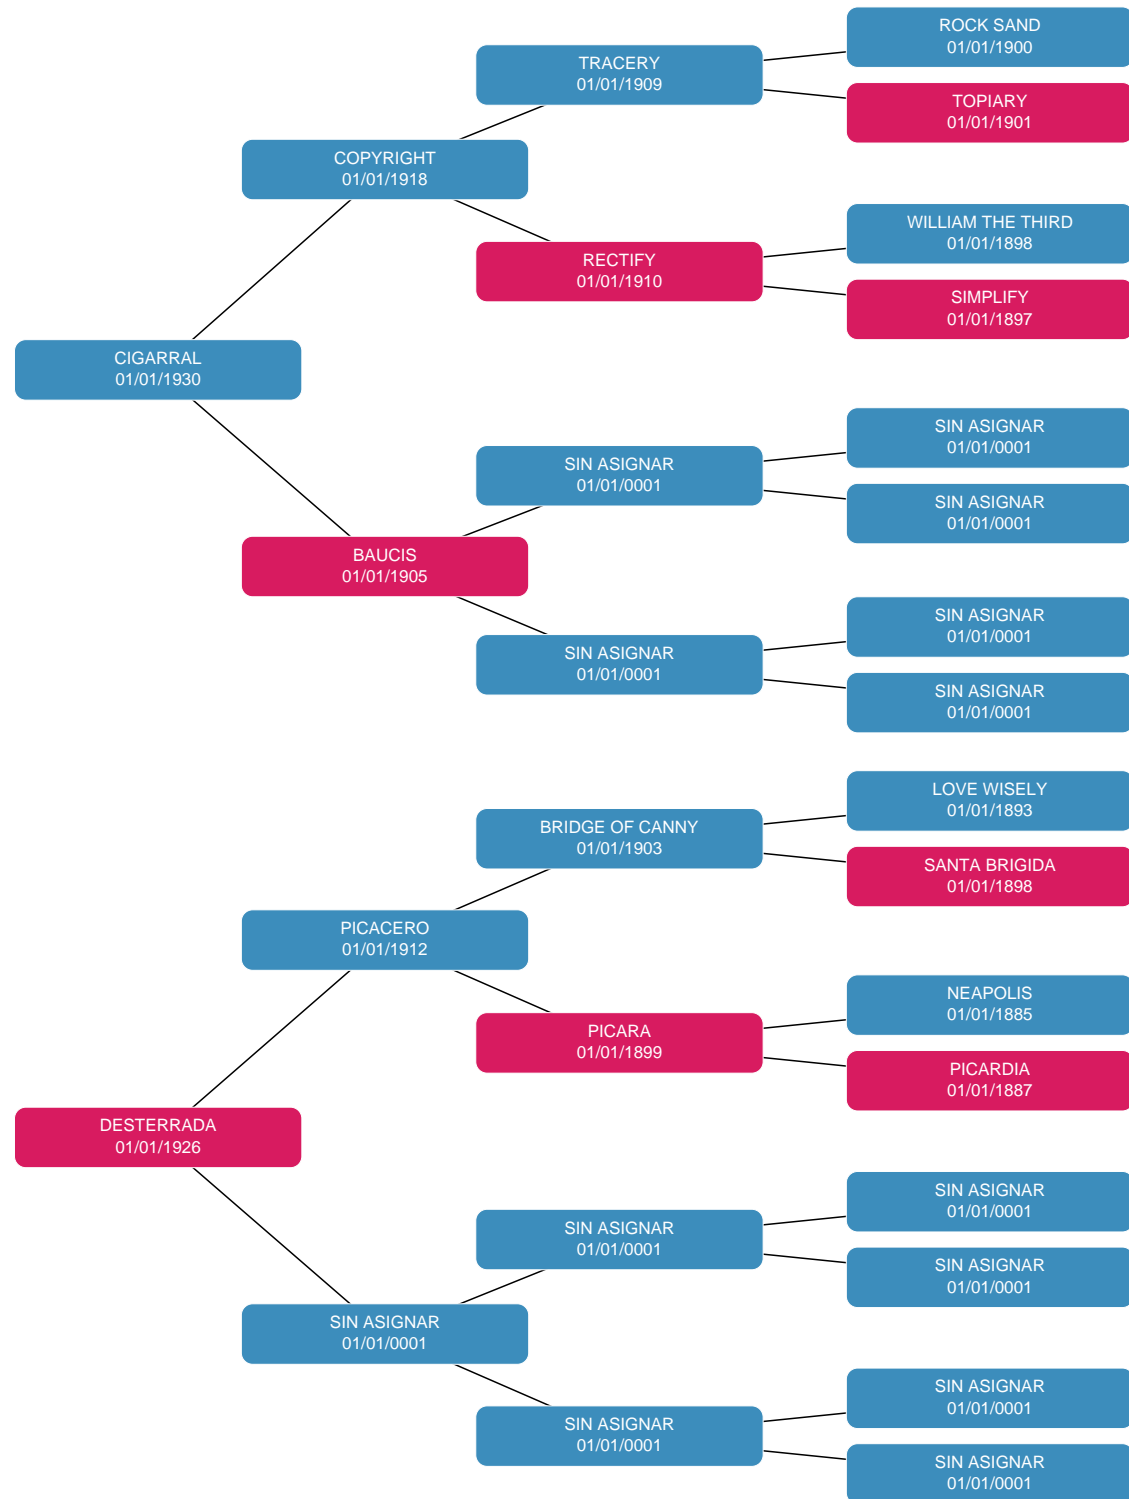 ROCK SAND
01/01/1900
TRACERY
01/01/1909
TOPIARY
01/01/1901
COPYRIGHT
01/01/1918
WILLIAM THE THIRD
01/01/1898
RECTIFY
01/01/1910
SIMPLIFY
01/01/1897
CIGARRAL
01/01/1930
SIN ASIGNAR
01/01/0001
SIN ASIGNAR
01/01/0001
SIN ASIGNAR
01/01/0001
BAUCIS
01/01/1905
SIN ASIGNAR
01/01/0001
SIN ASIGNAR
01/01/0001
SIN ASIGNAR
01/01/0001
LOVE WISELY
01/01/1893
BRIDGE OF CANNY
01/01/1903
SANTA BRIGIDA
01/01/1898
PICACERO
01/01/1912
NEAPOLIS
01/01/1885
PICARA
01/01/1899
PICARDIA
01/01/1887
DESTERRADA
01/01/1926
SIN ASIGNAR
01/01/0001
SIN ASIGNAR
01/01/0001
SIN ASIGNAR
01/01/0001
SIN ASIGNAR
01/01/0001
SIN ASIGNAR
01/01/0001
SIN ASIGNAR
01/01/0001
SIN ASIGNAR
01/01/0001